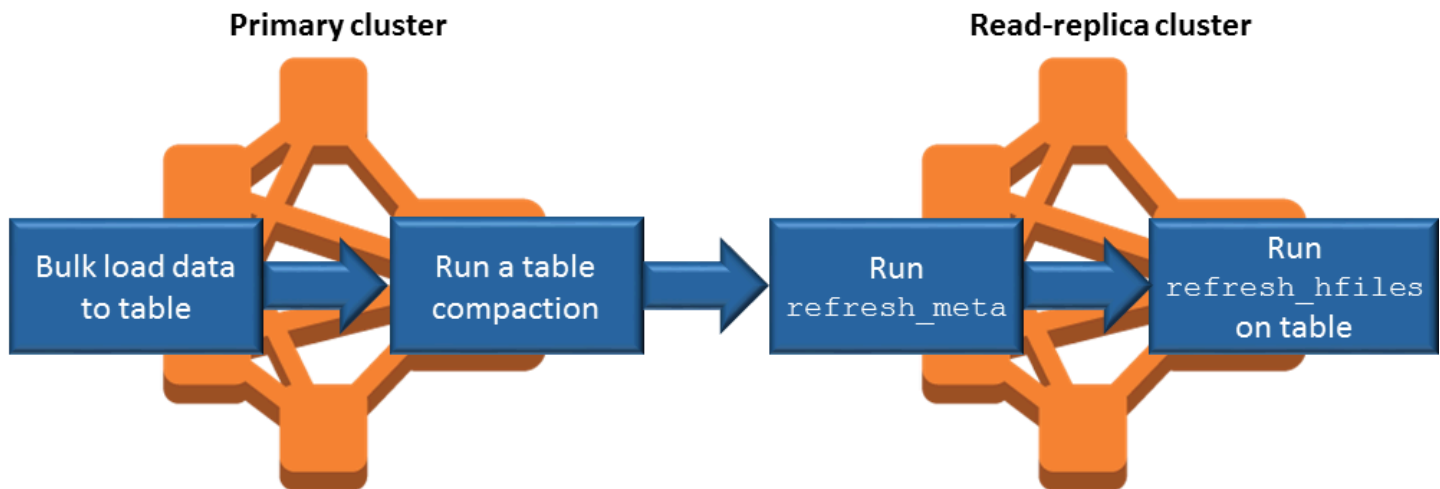 Primary cluster
Read-replica cluster
Bulk load data
to table
Run a table
compaction
Run
refresh_meta
Run
refresh_hfiles
on table